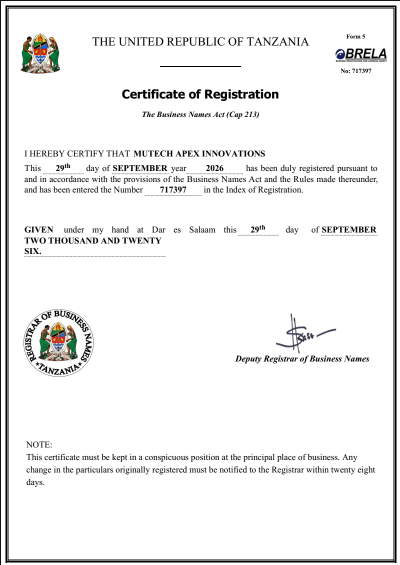 Form 5
THE UNITED REPUBLIC OF TANZANIA
BRELA
No: 717397
Certificate of Registration
The Business Names Act (Cap 213)
I HEREBY CERTIFY THAT MUTECH APEX INNOVATIONS
This 29th day of SEPTEMBER year 2026 has been duly registered pursuant to
and in accordance with the provisions of the Business Names Act and the Rules made thereunder,
and has been entered the Number 717397 in the Index of Registration.
GIVEN under my hand at Dar es Salaam this 29th day of SEPTEMBER
TWO THOUSAND AND TWENTY
SIX.
REGISTRAR OF BUSINESS NAMES
*TANZANIA*
Deputy Registrar of Business Names
NOTE:
This certificate must be kept in a conspicuous position at the principal place of business. Any
change in the particulars originally registered must be notified to the Registrar within twenty eight
days.